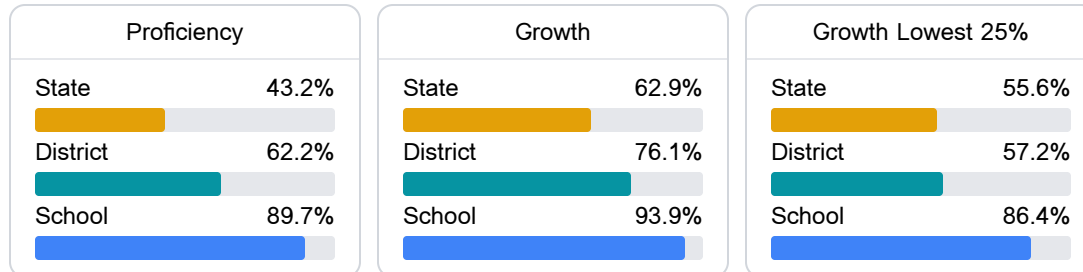 Proficiency
State 43.2%
District 62.2%
School 89.7%
Growth
State 62.9%
District 76.1%
School 93.9%
Growth Lowest 25%
State 55.6%
District 57.2%
School 86.4%